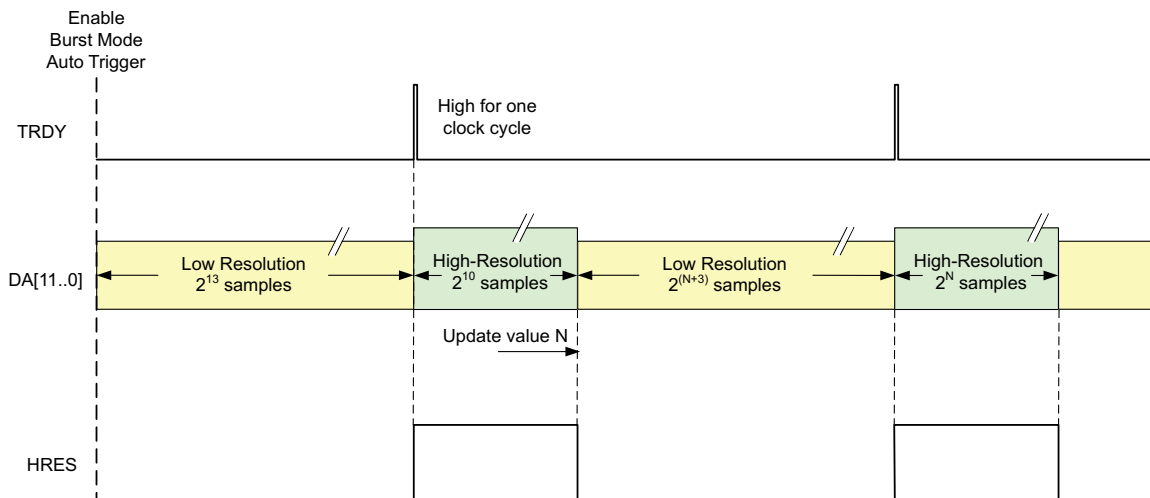 Enable
Burst Mode
Auto Trigger
High for one
clock cycle
TRDY
Low Resolution
2^13 samples
High-Resolution
2^10 samples
Low Resolution
2^(N+3) samples
High-Resolution
2^N samples
DA[11..0]
Update value N
HRES